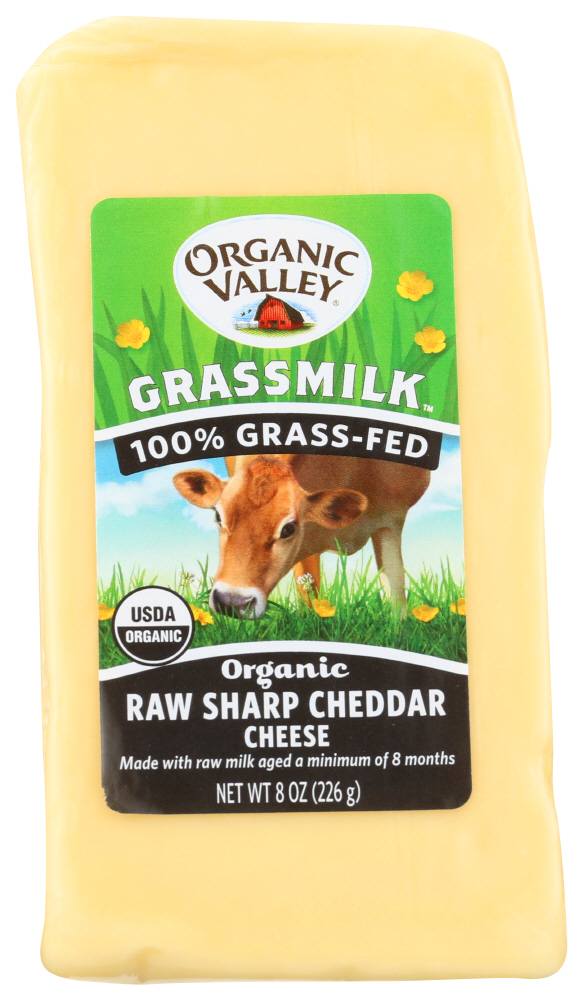 ORGANIC
VALLEY®
GRASSMILK™
100% GRASS-FED
USDA
ORGANIC
Organic
RAW SHARP CHEDDAR
CHEESE
Made with raw milk aged a minimum of 8 months
NET WT 8 OZ (226 g)